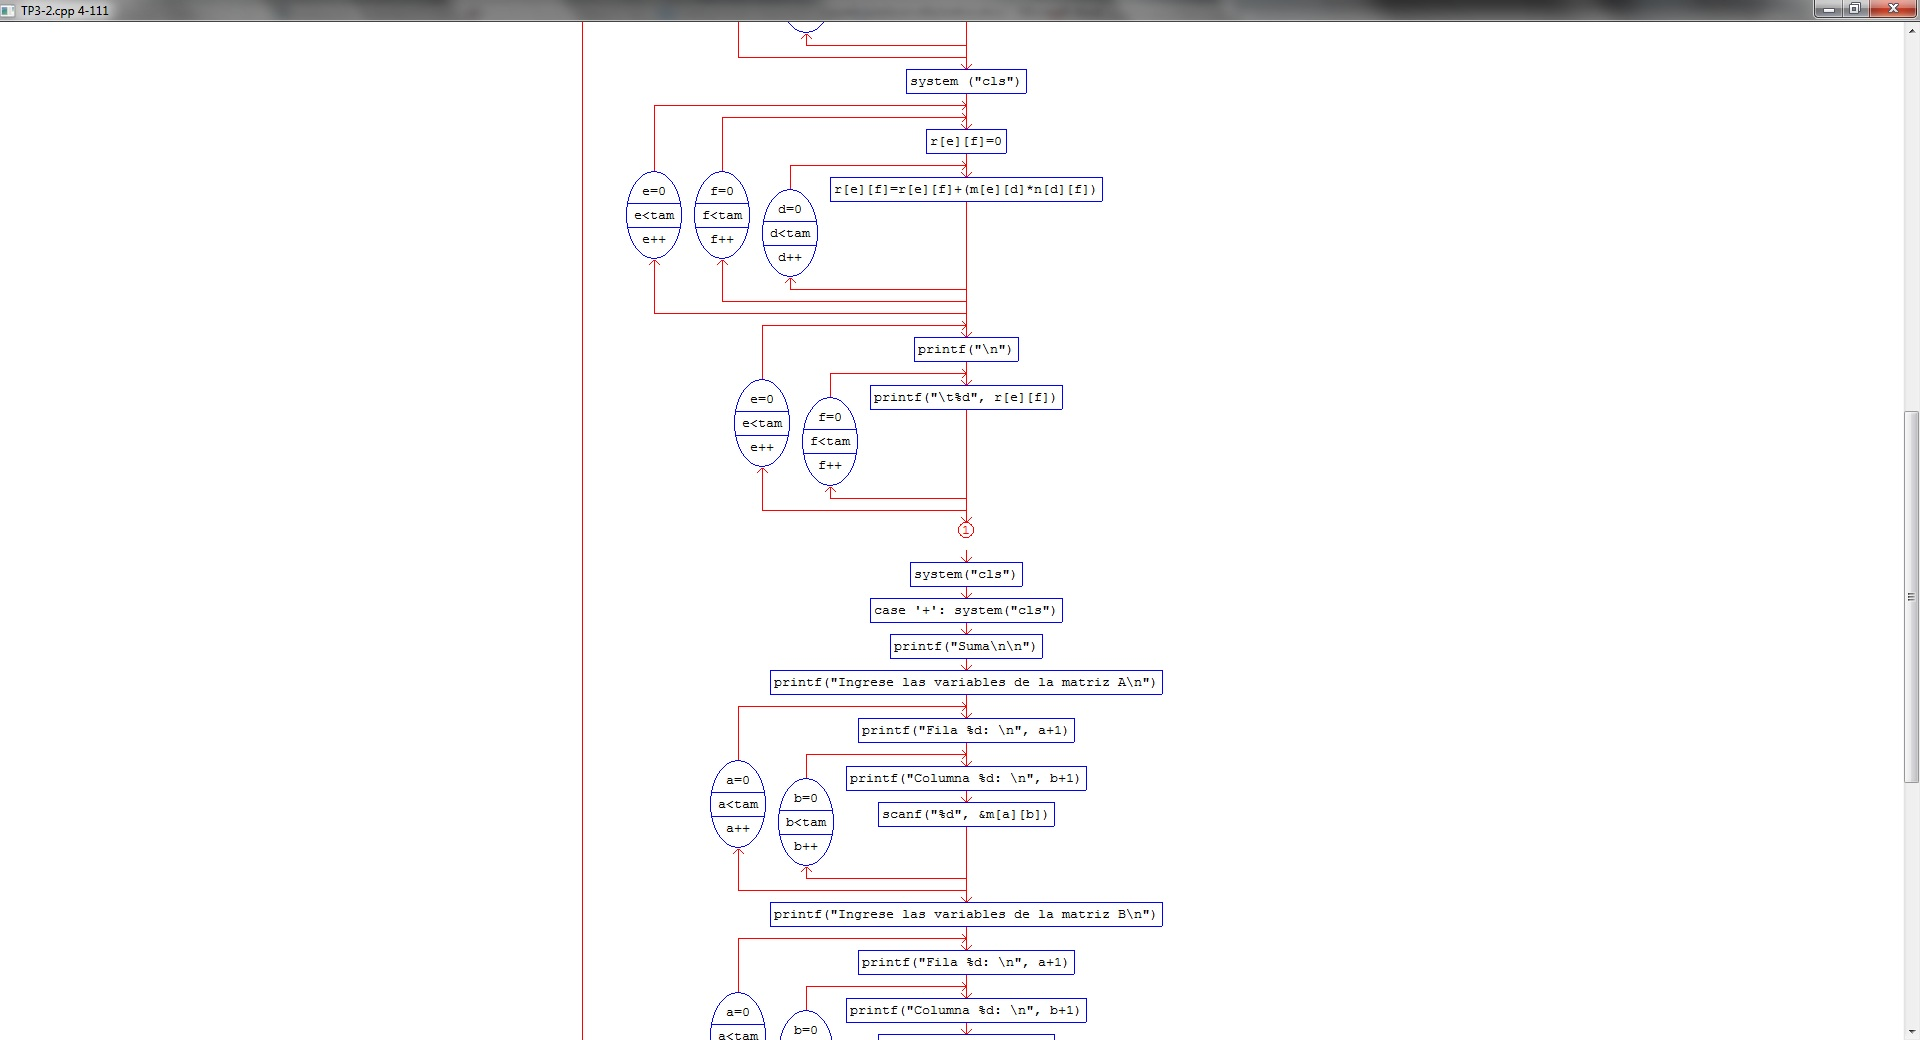 TP3-2.cpp 4-111
system ("cls")
r[e][f]=0
r[e][f]=r[e][f]+(m[e][d]*n[d][f])
e=0
e<tam
e++
f=0
f<tam
f++
d=0
d<tam
d++
printf("\n")
printf("\t%d", r[e][f])
e=0
e<tam
e++
f=0
f<tam
f++
1
system("cls")
case '+': system("cls")
printf("Suma\n\n")
printf("Ingrese las variables de la matriz A\n")
printf("Fila %d: \n", a+1)
printf("Columna %d: \n", b+1)
scanf("%d", &m[a][b])
a=0
a<tam
a++
b=0
b<tam
b++
printf("Ingrese las variables de la matriz B\n")
printf("Fila %d: \n", a+1)
printf("Columna %d: \n", b+1)
a=0
a<tam
b=0